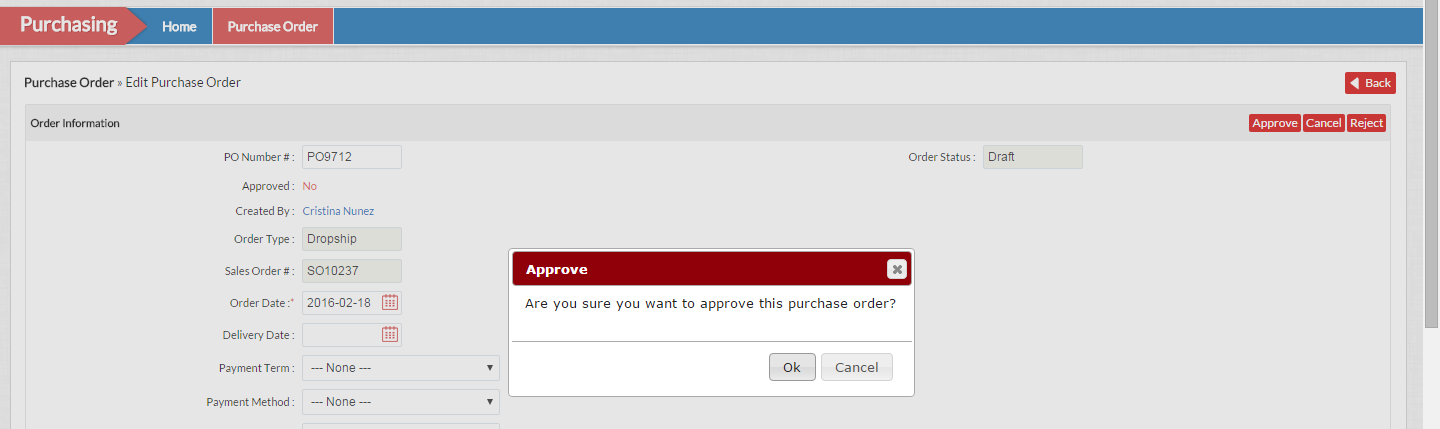 Purchasing Home Purchase Order
Purchase Order » Edit Purchase Order Back
Order Information Approve Cancel Reject
PO Number # : PO9712 Order Status : Draft
Approved : No
Created By : Cristina Nunez
Order Type : Dropship
Sales Order # : SO10237
Order Date :* 2016-02-18
Delivery Date :
Payment Term : --- None ---
Payment Method : --- None ---
Approve
Are you sure you want to approve this purchase order?
Ok Cancel